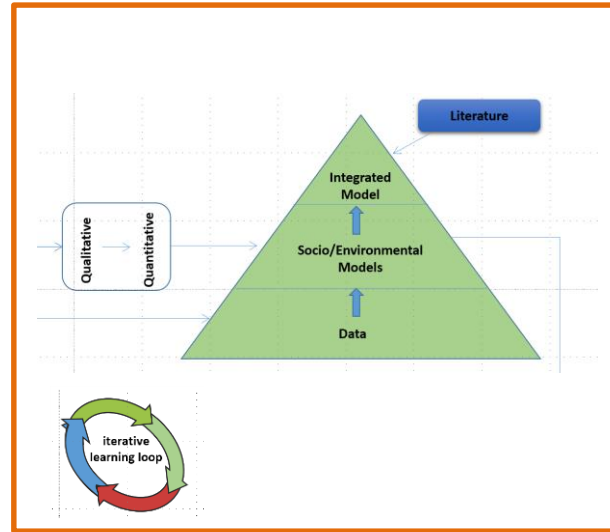 Literature
Integrated
Model
Qualitative
Quantitative
Socio/Environmental
Models
Data
iterative
learning loop